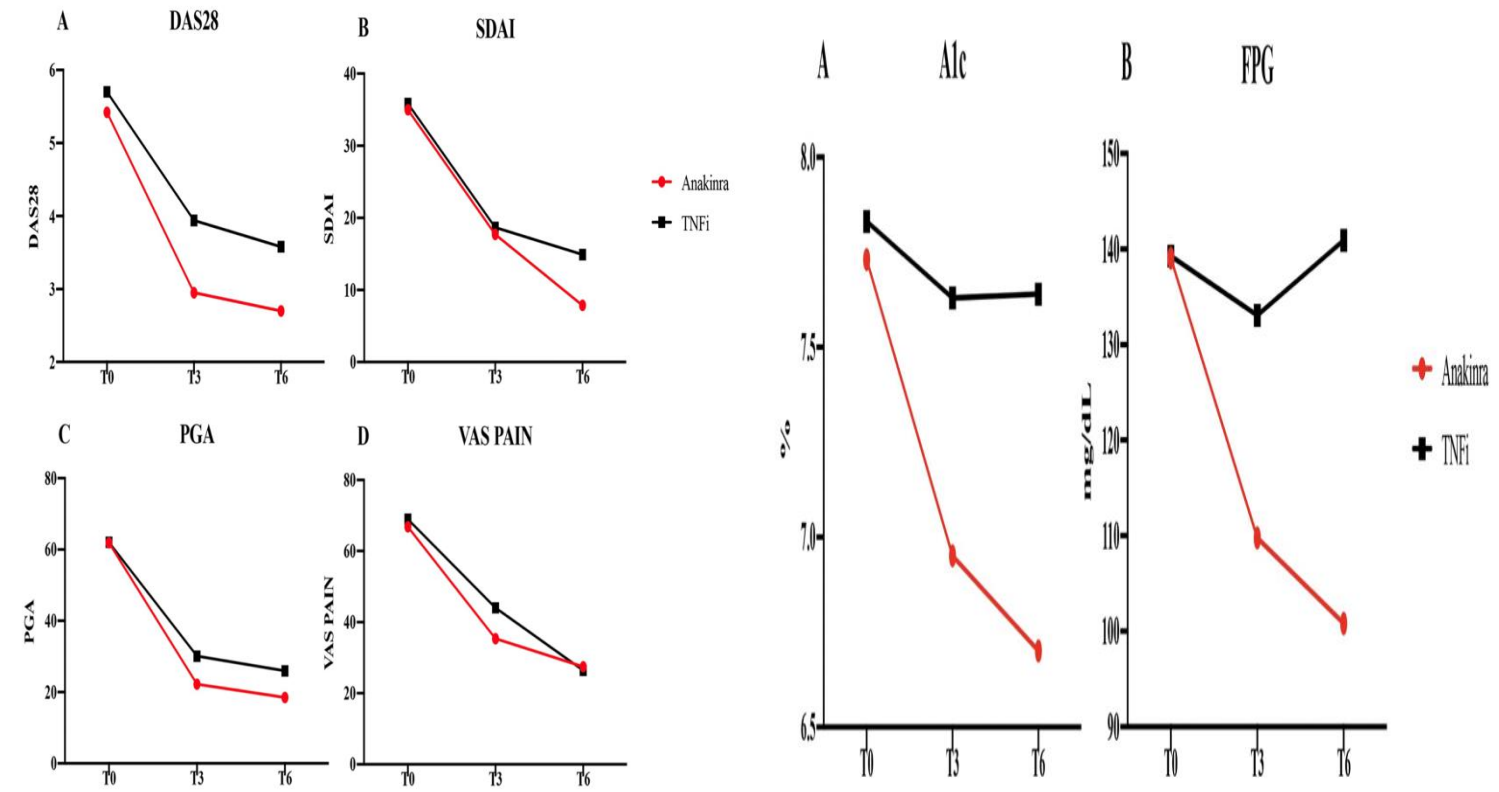 A DAS28
DAS28
6
5
4
3
2
T0 T3 T6
B SDAI
SDAI
40
30
20
10
0
T0 T3 T6
Anakinra
TNFi
C PGA
PGA
80
60
40
20
0
T0 T3 T6
D VAS PAIN
VAS PAIN
80
60
40
20
0
T0 T3 T6
A A1c
%
8.0
7.5
7.0
6.5
T0 T3 T6
B FPG
mg/dL
150
140
130
120
110
100
90
T0 T3 T6
Anakinra
TNFi